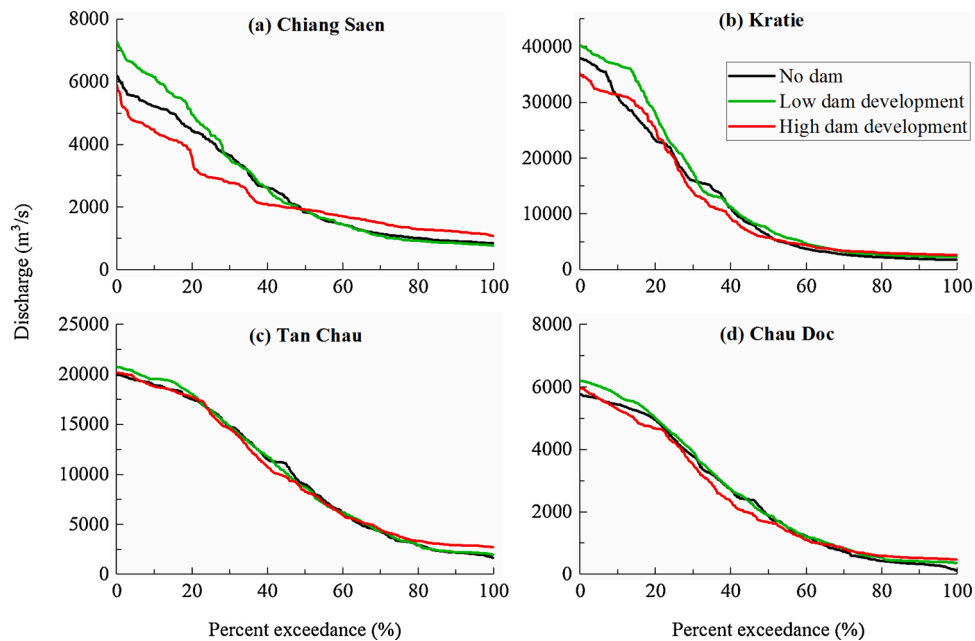 (a) Chiang Saen
8000
6000
4000
2000
0
0 20 40 60 80 100
(b) Kratie
40000
30000
20000
10000
0
0 20 40 60 80 100
No dam
Low dam development
High dam development
Discharge (m³/s)
(c) Tan Chau
25000
20000
15000
10000
5000
0
0 20 40 60 80 100
Percent exceedance (%)
(d) Chau Doc
8000
6000
4000
2000
0
0 20 40 60 80 100
Percent exceedance (%)